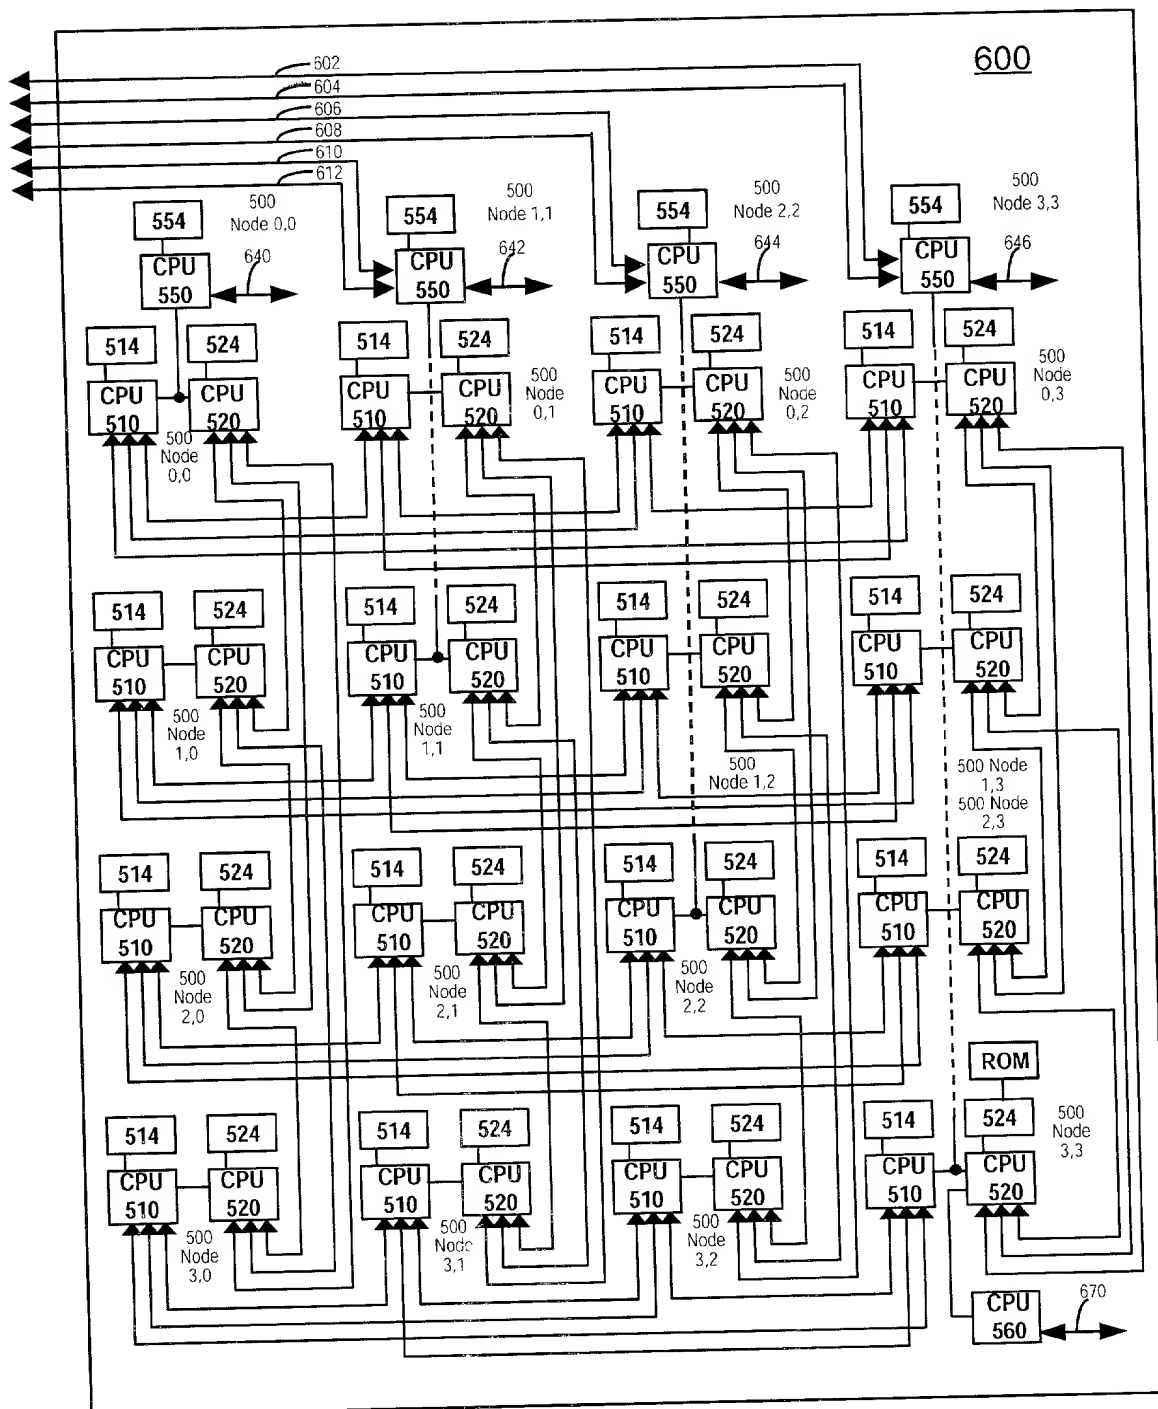 600
602
604
606
608
610
612
554
500
Node 0,0
CPU
550
640
554
500
Node 1,1
CPU
550
642
554
500
Node 2,2
CPU
550
644
554
500
Node 3,3
CPU
550
646
514
524
CPU
510
CPU
520
500
Node
0,0
514
524
CPU
510
CPU
520
500
Node
0,1
514
524
CPU
510
CPU
520
500
Node
0,2
514
524
CPU
510
CPU
520
500
Node
0,3
514
524
CPU
510
CPU
520
500
Node
1,0
514
524
CPU
510
CPU
520
500
Node
1,1
514
524
CPU
510
CPU
520
500
Node 1,2
514
524
CPU
510
CPU
520
500 Node
1,3
500 Node
2,3
514
524
CPU
510
CPU
520
500
Node
2,0
514
524
CPU
510
CPU
520
500
Node
2,1
514
524
CPU
510
CPU
520
500
Node
2,2
514
524
CPU
510
CPU
520
514
524
CPU
510
CPU
520
500
Node
3,0
514
524
CPU
510
CPU
520
500
Node
3,1
514
524
CPU
510
CPU
520
500
Node
3,2
ROM
514
524
CPU
510
CPU
520
500
Node
3,3
CPU
560
670